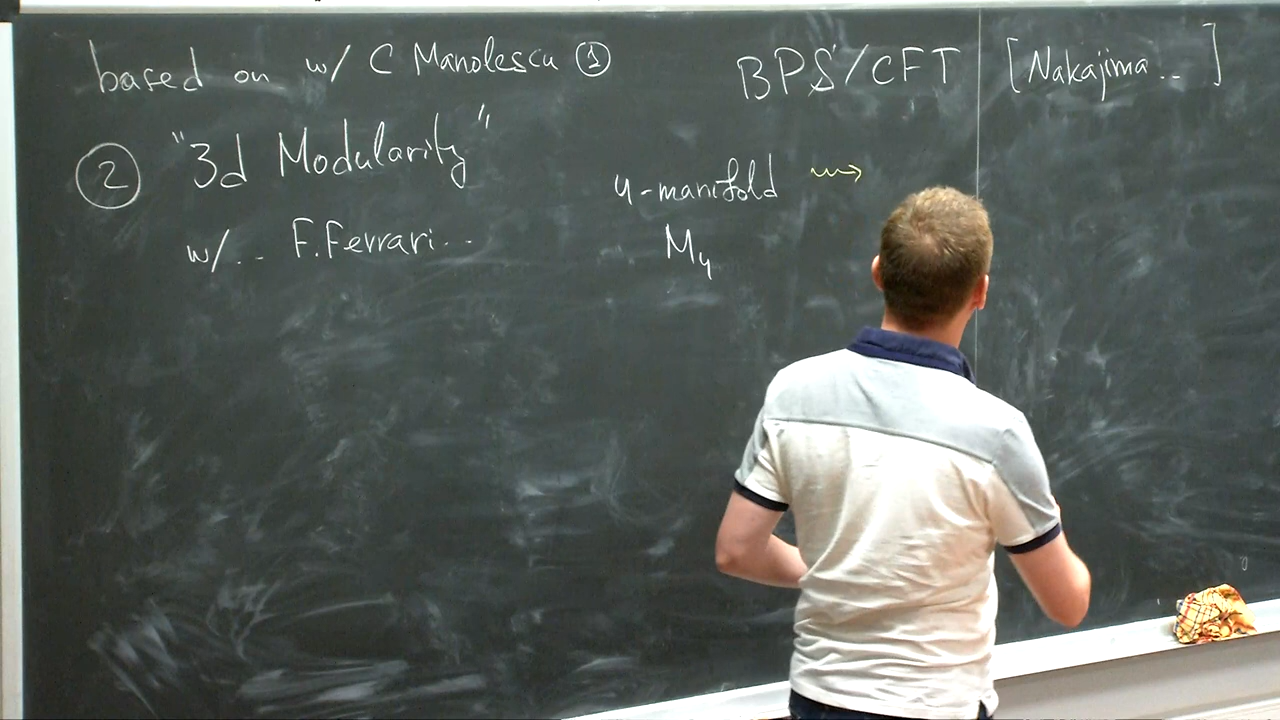 based on w/ C Manolescu ①
② "3d Modularity"
w/.. F.Ferrari..
BPS/CFT [Nakajima..]
4-manifold ⇝
M₄